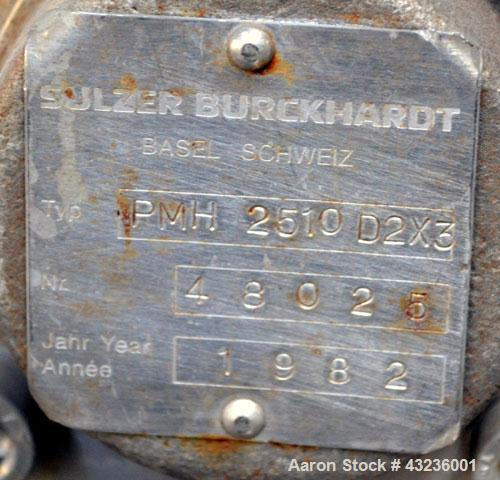 SULZER BURCKHARDT
BASEL SCHWEIZ
Typ PMH 2510 D2X3
Nr. 48025
Jahr Year
Année 1982
Aaron Stock # 43236001